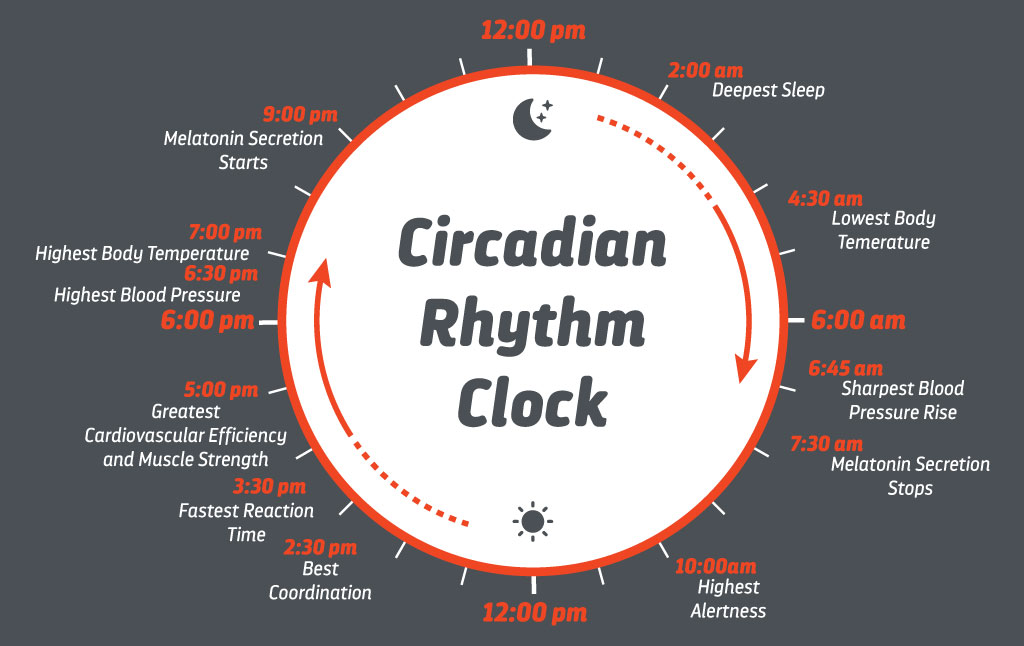 12:00 pm
2:00 am
Deepest Sleep
4:30 am
Lowest Body
Temerature
6:00 am
6:45 am
Sharpest Blood
Pressure Rise
7:30 am
Melatonin Secretion
Stops
10:00am
Highest
Alertness
12:00 pm
2:30 pm
Best
Coordination
3:30 pm
Fastest Reaction
Time
5:00 pm
Greatest
Cardiovascular Efficiency
and Muscle Strength
6:00 pm
6:30 pm
Highest Blood Pressure
7:00 pm
Highest Body Temperature
9:00 pm
Melatonin Secretion
Starts
Circadian
Rhythm
Clock